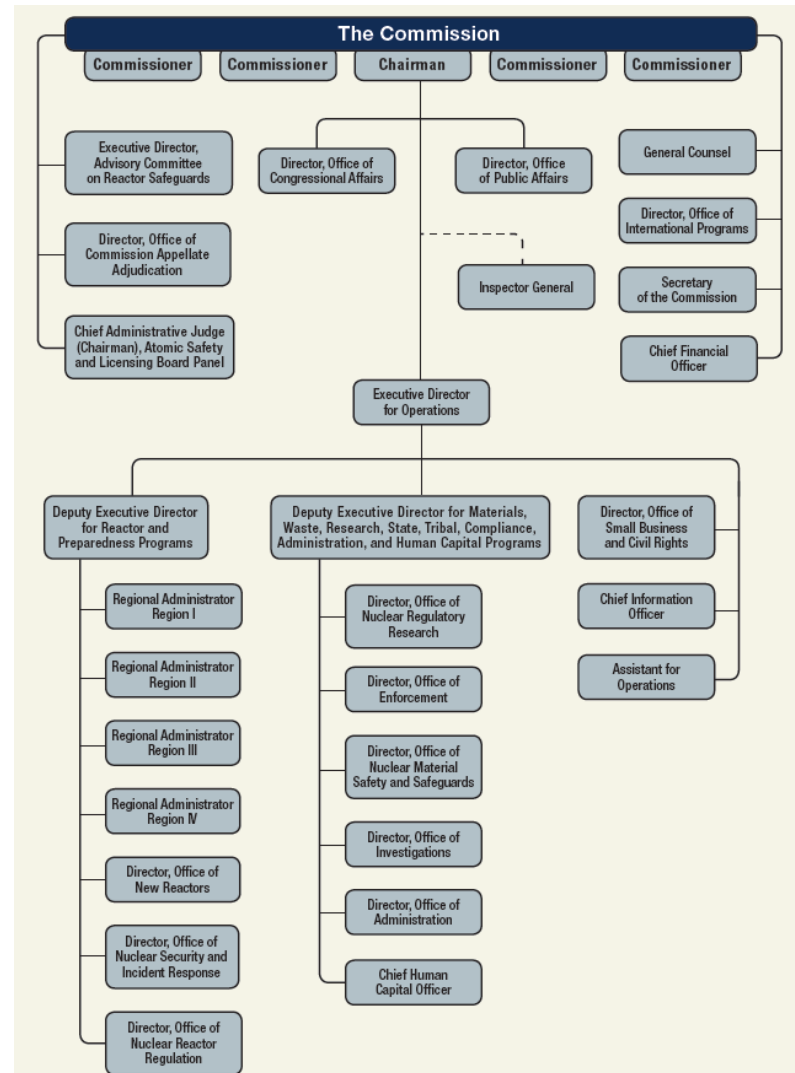 The Commission
Commissioner
Commissioner
Chairman
Commissioner
Commissioner
Executive Director,
Advisory Committee
on Reactor Safeguards
Director, Office of
Congressional Affairs
Director, Office
of Public Affairs
General Counsel
Director, Office of
Commission Appellate
Adjudication
Director, Office of
International Programs
Inspector General
Secretary
of the Commission
Chief Administrative Judge
(Chairman), Atomic Safety
and Licensing Board Panel
Chief Financial
Officer
Executive Director
for Operations
Deputy Executive Director
for Reactor and
Preparedness Programs
Deputy Executive Director for Materials,
Waste, Research, State, Tribal, Compliance,
Administration, and Human Capital Programs
Director, Office of
Small Business
and Civil Rights
Regional Administrator
Region I
Regional Administrator
Region II
Regional Administrator
Region III
Regional Administrator
Region IV
Director, Office of
New Reactors
Director, Office of
Nuclear Security and
Incident Response
Director, Office of
Nuclear Reactor
Regulation
Director, Office of
Nuclear Regulatory
Research
Director, Office of
Enforcement
Director, Office of
Nuclear Material
Safety and Safeguards
Director, Office of
Investigations
Director, Office of
Administration
Chief Human
Capital Officer
Chief Information
Officer
Assistant for
Operations